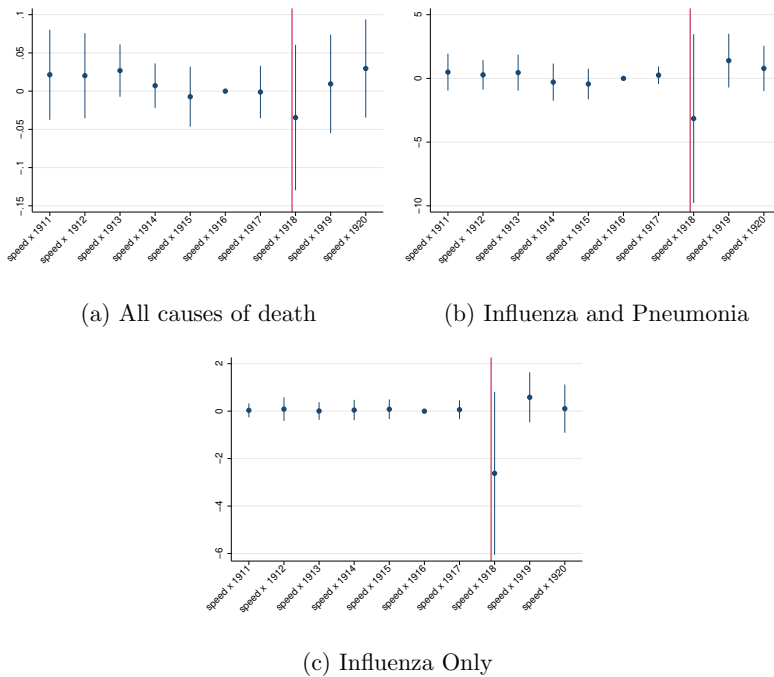 .1
.05
0
-.05
-.1
-.15
speed x 1911
speed x 1912
speed x 1913
speed x 1914
speed x 1915
speed x 1916
speed x 1917
speed x 1918
speed x 1919
speed x 1920
(a) All causes of death
5
0
-5
-10
speed x 1911
speed x 1912
speed x 1913
speed x 1914
speed x 1915
speed x 1916
speed x 1917
speed x 1918
speed x 1919
speed x 1920
(b) Influenza and Pneumonia
2
0
-2
-4
-6
speed x 1911
speed x 1912
speed x 1913
speed x 1914
speed x 1915
speed x 1916
speed x 1917
speed x 1918
speed x 1919
speed x 1920
(c) Influenza Only